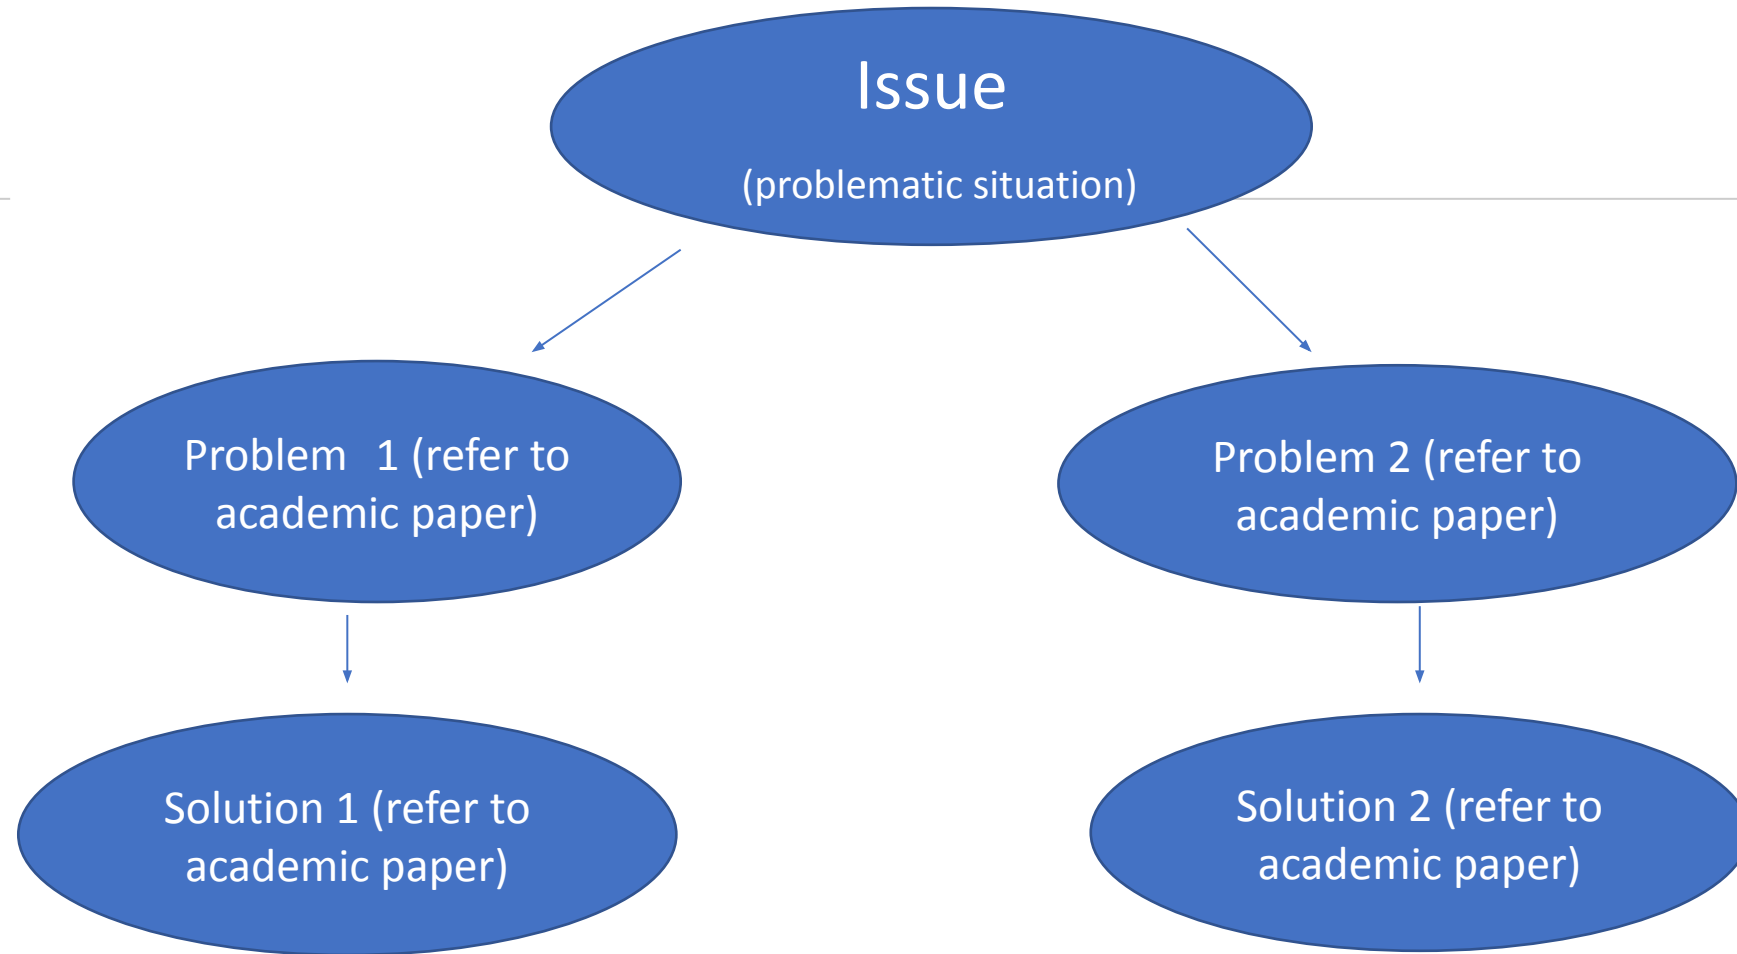 Issue
(problematic situation)
Problem 1 (refer to
academic paper)
Problem 2 (refer to
academic paper)
Solution 1 (refer to
academic paper)
Solution 2 (refer to
academic paper)